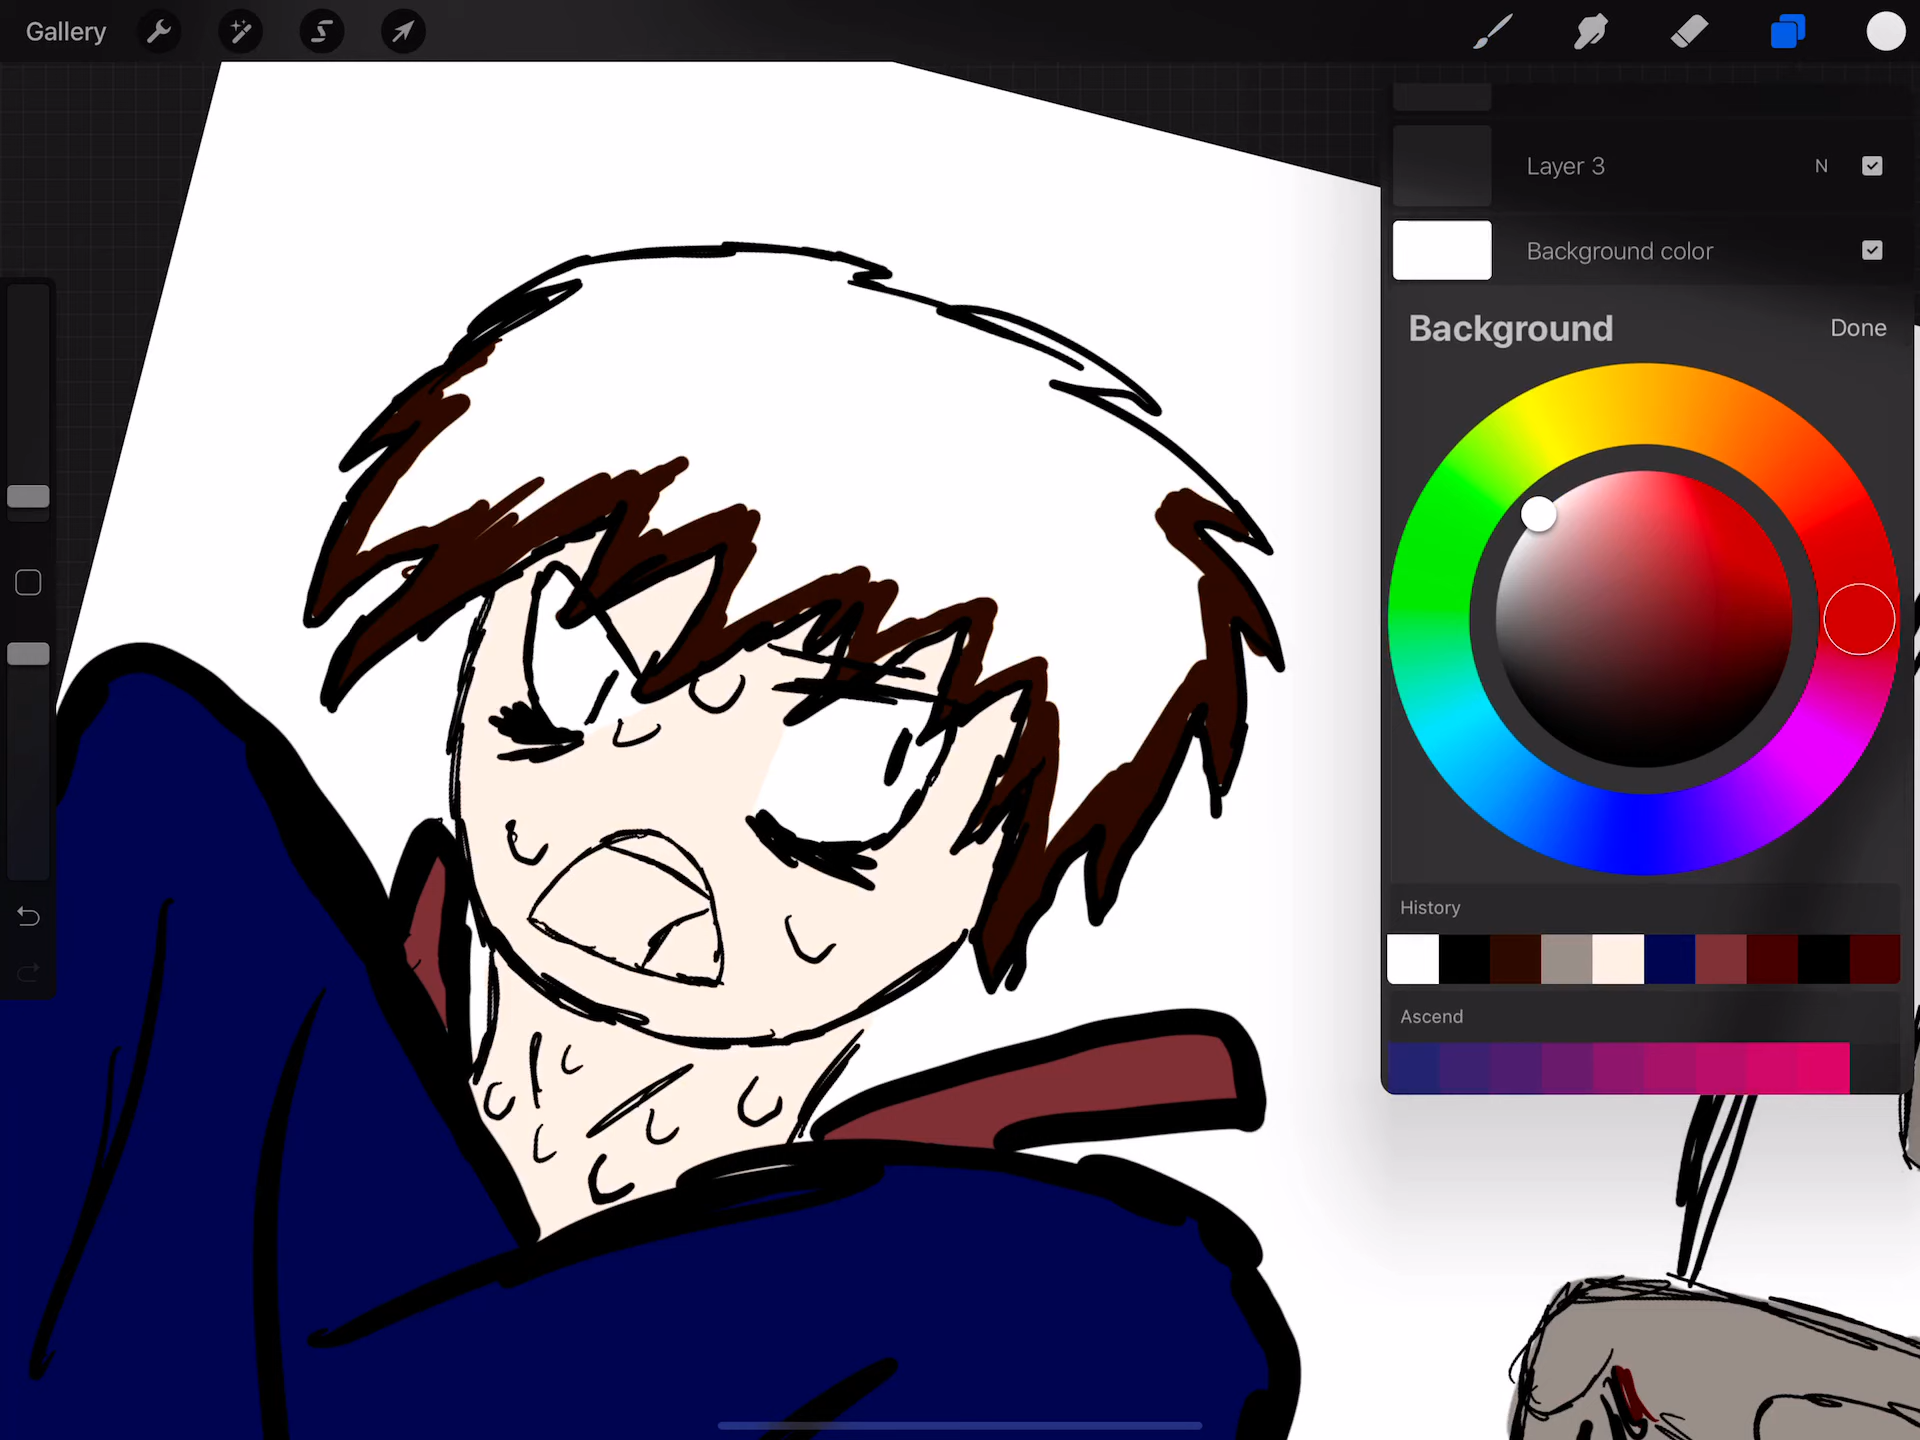 Gallery
Layer 3 N
Background color
Background Done
History
Ascend